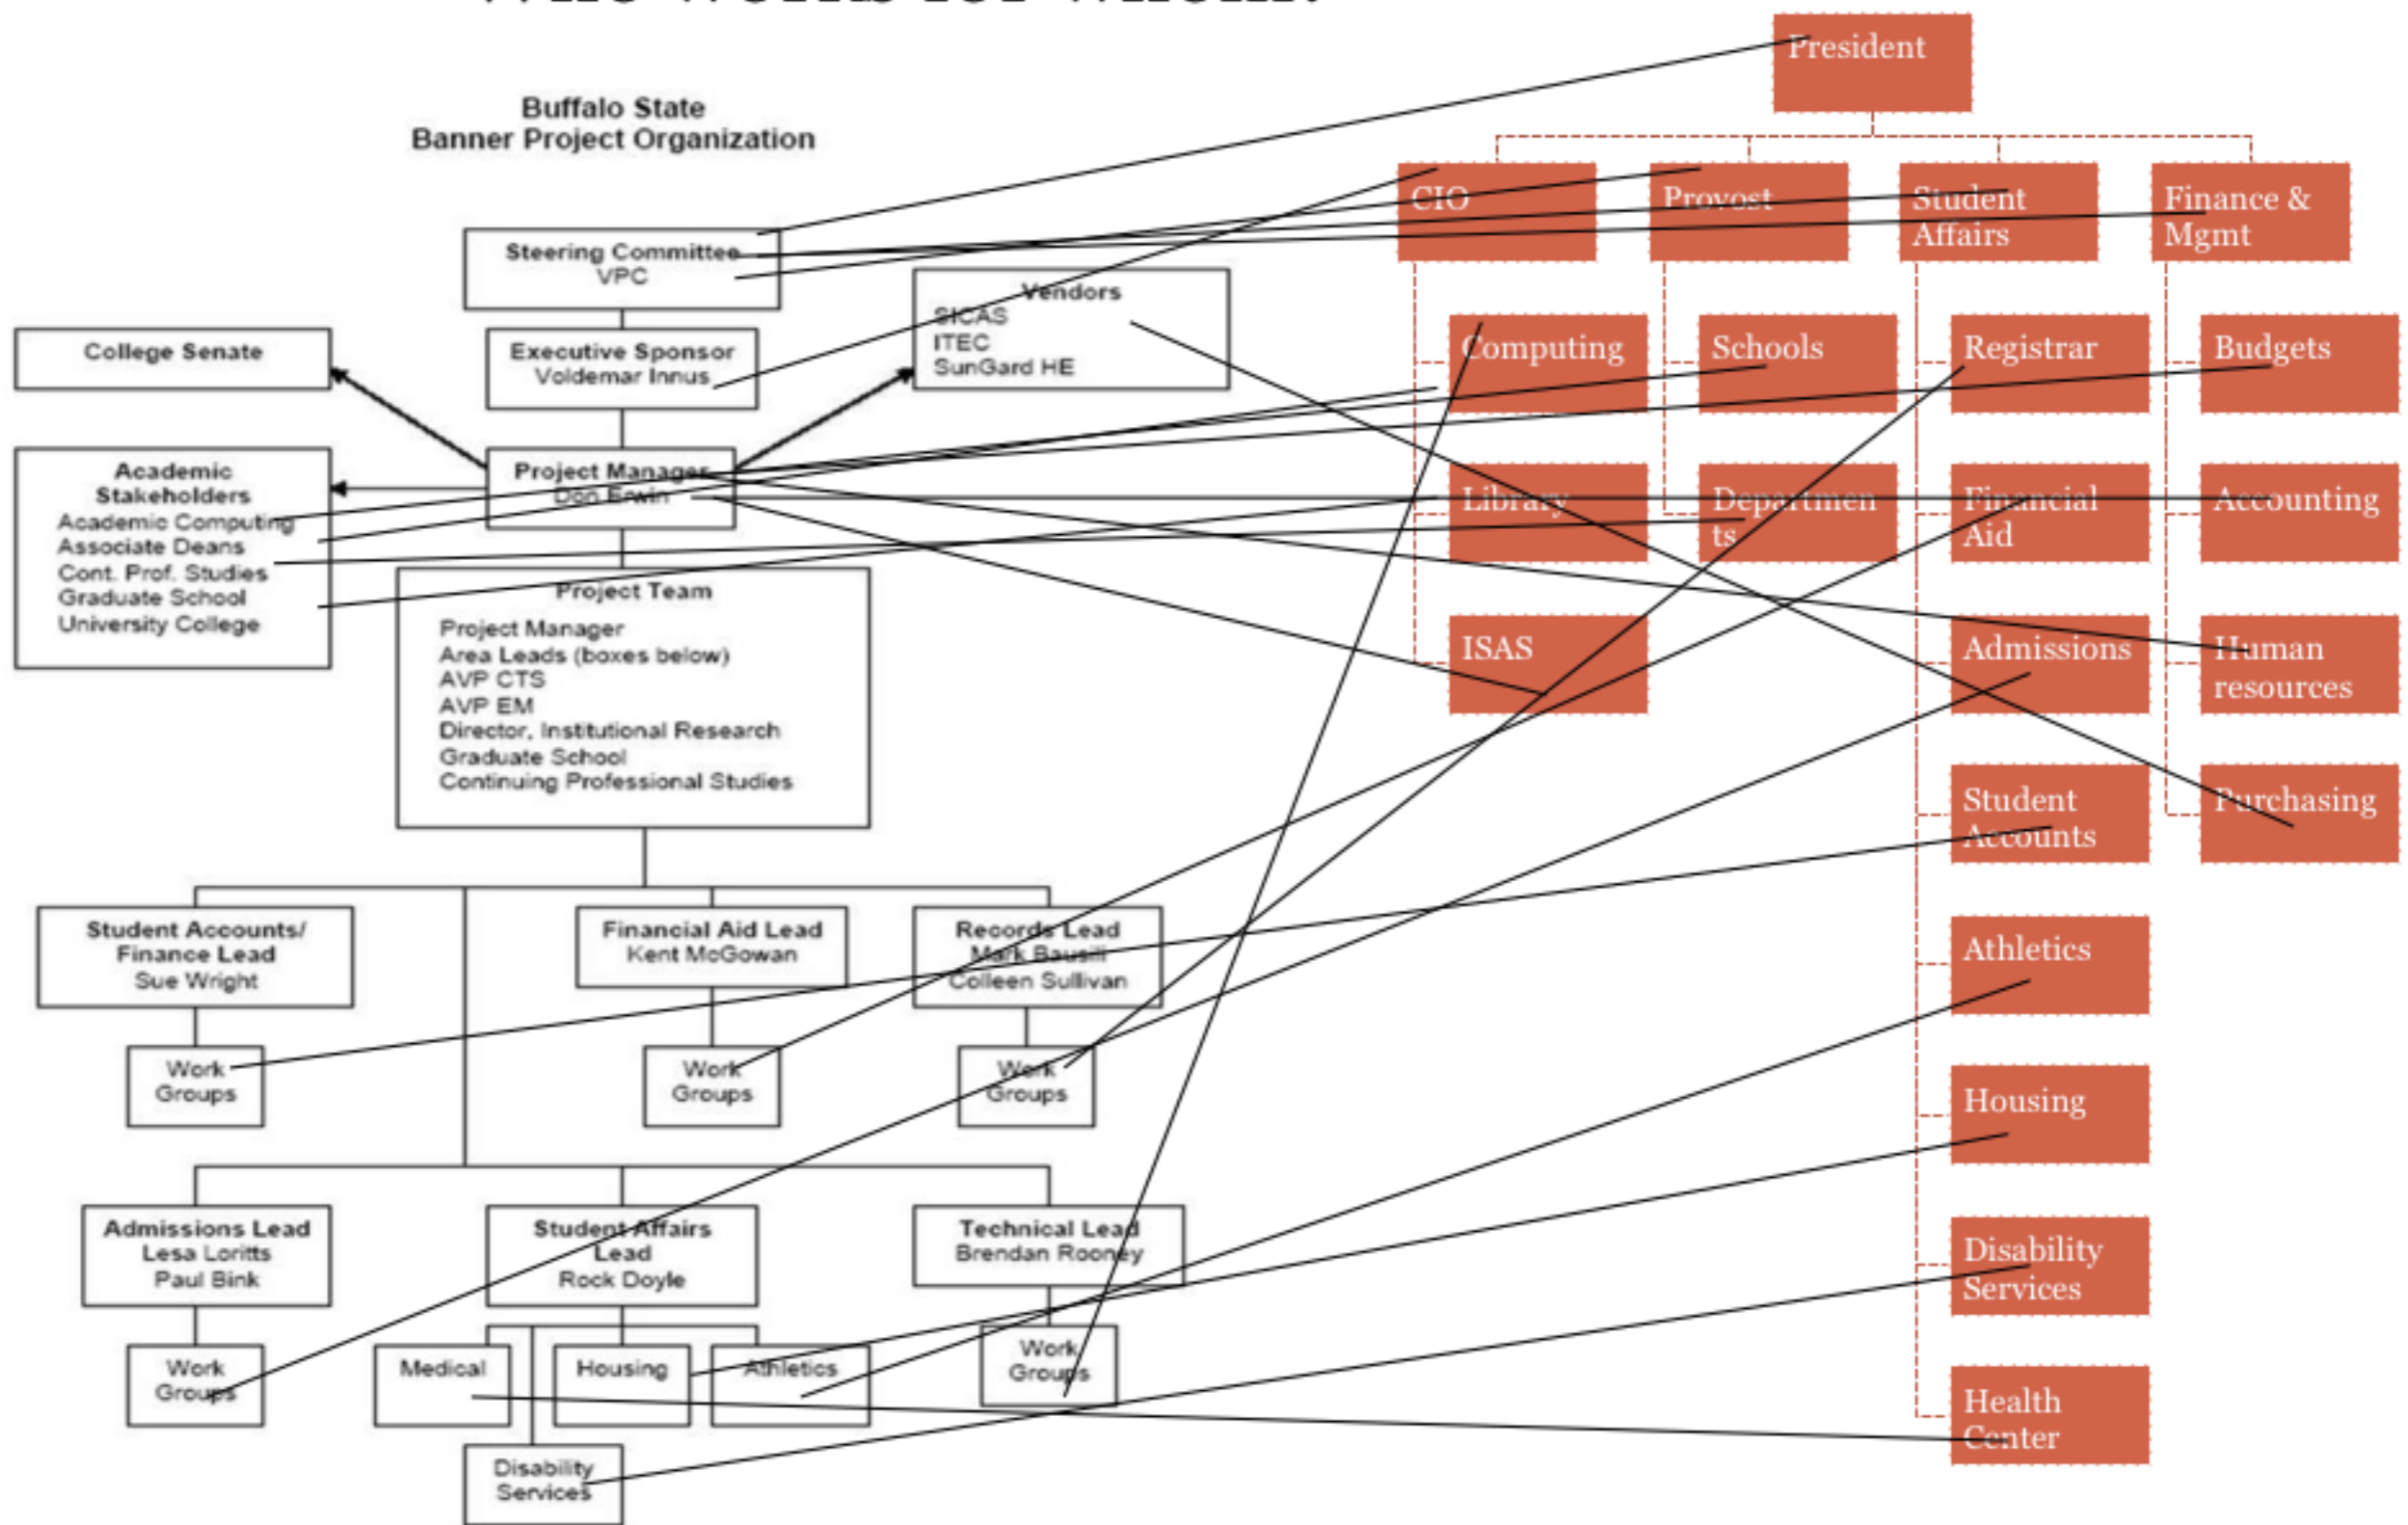 Buffalo State
Banner Project Organization
Steering Committee
VPC
Vendors
SICAS
ITEC
SunGard HE
College Senate
Executive Sponsor
Voldemar Innus
Academic
Stakeholders
Academic Computing
Associate Deans
Cont. Prof. Studies
Graduate School
University College
Project Manager
Don Erwin
Project Team
Project Manager
Area Leads (boxes below)
AVP CTS
AVP EM
Director, Institutional Research
Graduate School
Continuing Professional Studies
Student Accounts/
Finance Lead
Sue Wright
Financial Aid Lead
Kent McGowan
Records Lead
Mark Bausili
Colleen Sullivan
Work
Groups
Work
Groups
Work
Groups
Admissions Lead
Lesa Loritts
Paul Bink
Student Affairs
Lead
Rock Doyle
Technical Lead
Brendan Rooney
Work
Groups
Medical
Housing
Athletics
Work
Groups
Disability
Services
President
CIO
Provost
Student
Affairs
Finance &
Mgmt
Computing
Schools
Registrar
Budgets
Library
Departmen
ts
Financial
Aid
Accounting
ISAS
Admissions
Human
resources
Student
Accounts
Purchasing
Athletics
Housing
Disability
Services
Health
Center